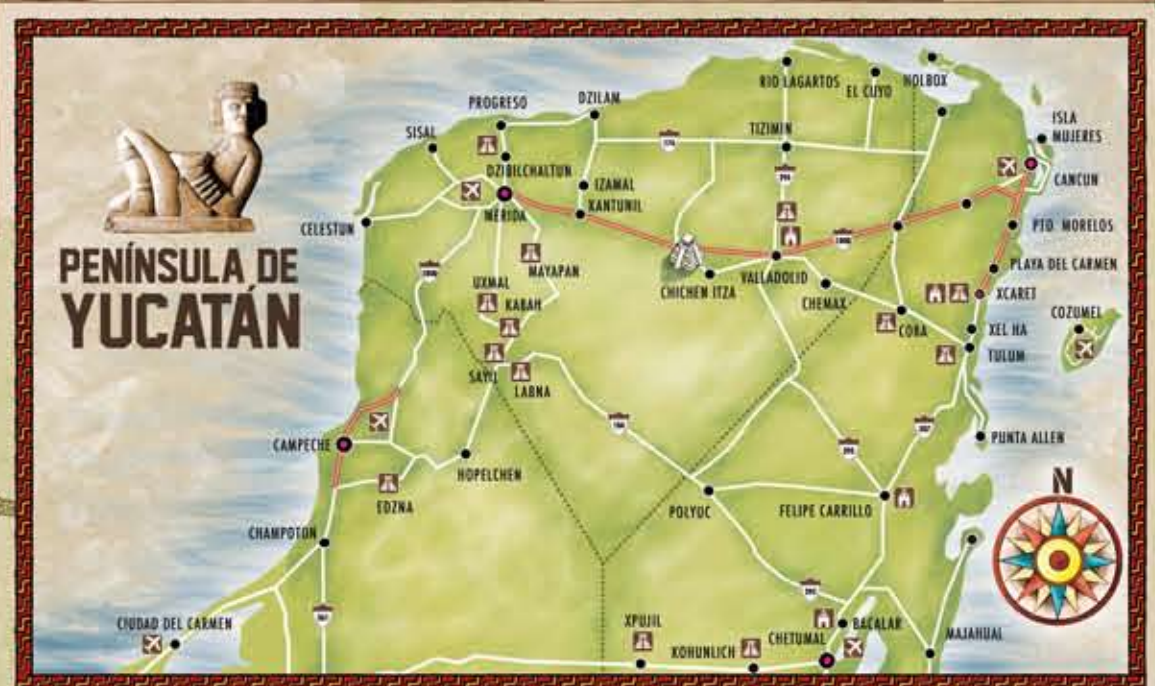 PENÍNSULA DE
YUCATÁN
RIO LAGARTOS
EL CUYO
HOLBOX
PROGRESO
DZILAM
SISAL
TIZIMIN
176
ISLA
MUJERES
DZIBILCHALTUN
IZAMAL
KANTUNIL
CANCUN
MERIDA
CELESTUN
PTO. MORELOS
MAYAPAN
VALLADOLID
PLAYA DEL CARMEN
CHICHEN ITZA
UXMAL
KABAH
CHEMAX
XCARET
COZUMEL
COBA
XEL HA
TULUM
SAYIL
LABNA
CAMPECHE
PUNTA ALLEN
HOPELCHEN
N
EDZNA
POLYUC
FELIPE CARRILLO
CHAMPOTON
CIUDAD DEL CARMEN
XPUJIL
KOHUNLICH
CHETUMAL
BACALAR
MAJAHUAL